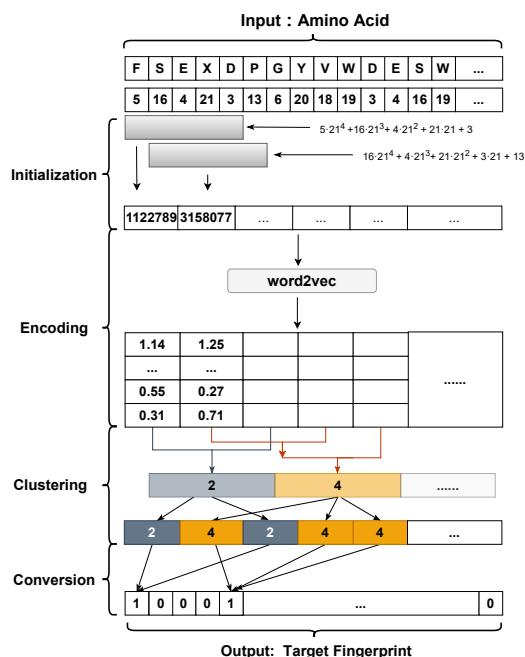 Input : Amino Acid
F S E X D P G Y V W D E S W ...
5 16 4 21 3 13 6 20 18 19 3 4 16 19 ...
5·21⁴+16·21³+ 4·21²+ 21·21 + 3
16·21⁴+ 4·21³+ 21·21² + 3·21 + 13
Initialization
1122789 3158077 ... ... ... ...
word2vec
Encoding
1.14 1.25
... ...
0.55 0.27
0.31 0.71
......
Clustering
2 4 ......
2 4 2 4 4 ...
Conversion
1 0 0 0 1 ... 0
Output: Target Fingerprint